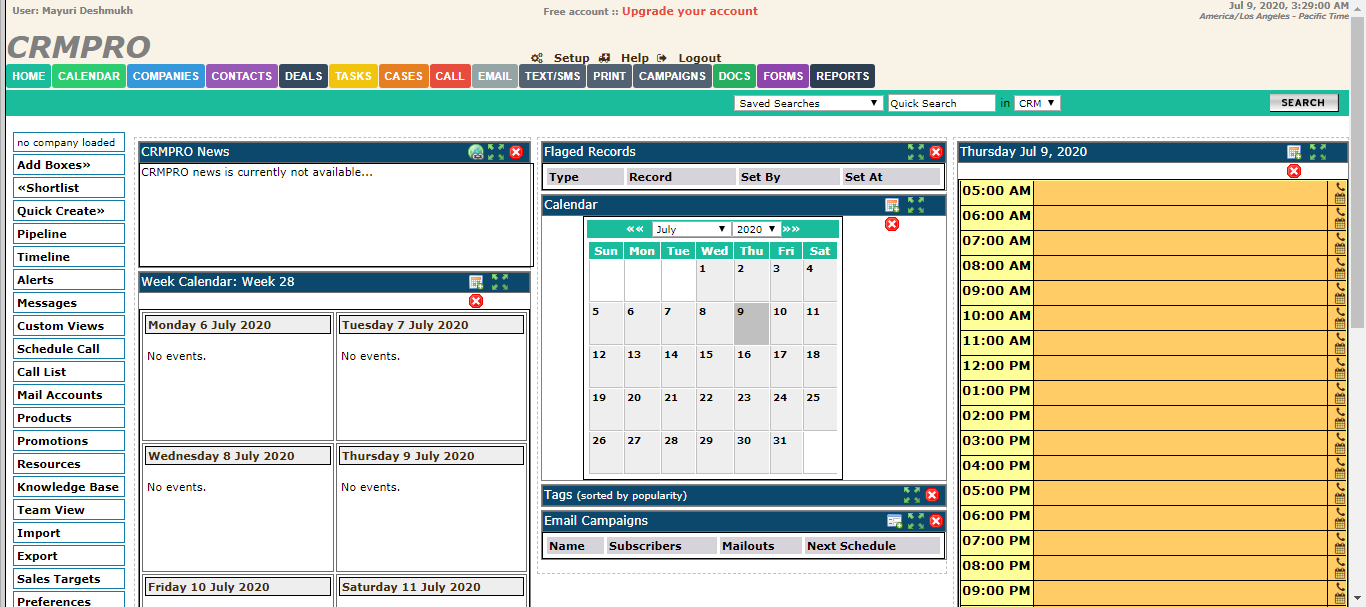 User: Mayuri Deshmukh
Free account :: Upgrade your account
Jul 9, 2020, 3:29:00 AM
America/Los Angeles - Pacific Time
CRMPRO
Setup Help Logout
HOME CALENDAR COMPANIES CONTACTS DEALS TASKS CASES CALL EMAIL TEXT/SMS PRINT CAMPAIGNS DOCS FORMS REPORTS
Saved Searches Quick Search in CRM SEARCH
no company loaded
Add Boxes»
«Shortlist
Quick Create»
Pipeline
Timeline
Alerts
Messages
Custom Views
Schedule Call
Call List
Mail Accounts
Products
Promotions
Resources
Knowledge Base
Team View
Import
Export
Sales Targets
Preferences
CRMPRO News
CRMPRO news is currently not available...
Week Calendar: Week 28
Monday 6 July 2020 Tuesday 7 July 2020
No events. No events.
Wednesday 8 July 2020 Thursday 9 July 2020
No events. No events.
Friday 10 July 2020 Saturday 11 July 2020
Flaged Records
Type Record Set By Set At
Calendar
«« July 2020 »»
Sun Mon Tue Wed Thu Fri Sat
1 2 3 4
5 6 7 8 9 10 11
12 13 14 15 16 17 18
19 20 21 22 23 24 25
26 27 28 29 30 31
Tags (sorted by popularity)
Email Campaigns
Name Subscribers Mailouts Next Schedule
Thursday Jul 9, 2020
05:00 AM
06:00 AM
07:00 AM
08:00 AM
09:00 AM
10:00 AM
11:00 AM
12:00 PM
01:00 PM
02:00 PM
03:00 PM
04:00 PM
05:00 PM
06:00 PM
07:00 PM
08:00 PM
09:00 PM